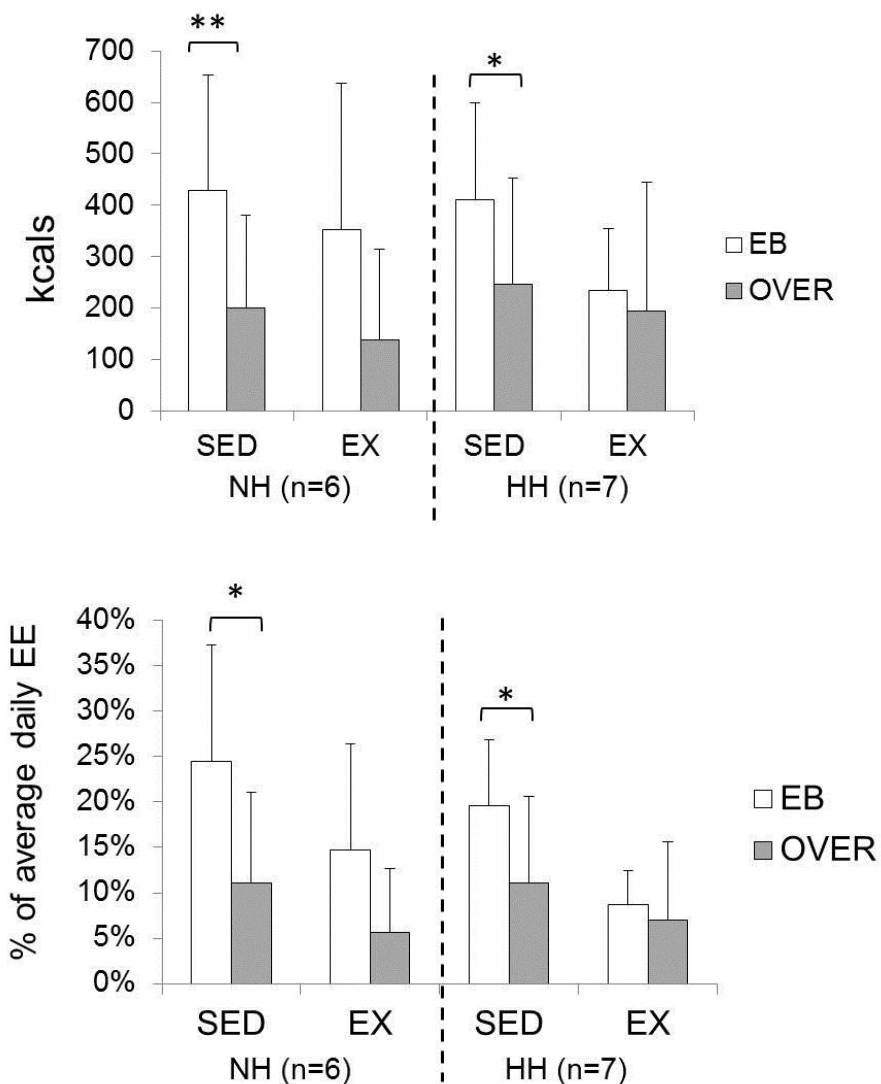 **
*
700
600
500
400
300
200
100
0
kcals
EB
OVER
SED EX SED EX
NH (n=6) HH (n=7)
*
*
40%
35%
30%
25%
20%
15%
10%
5%
0%
% of average daily EE
EB
OVER
SED EX SED EX
NH (n=6) HH (n=7)